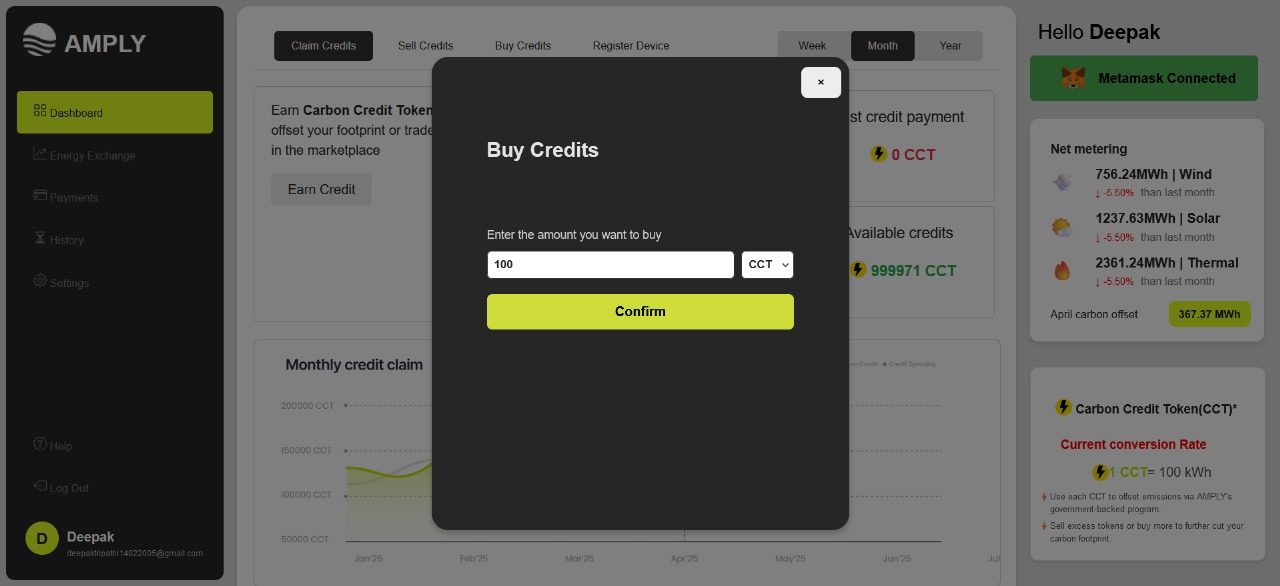 AMPLY
Dashboard
Energy Exchange
Payments
History
Settings
Help
Log Out
D
Deepak
deepaktripathi14022005@gmail.com
Claim Credits
Sell Credits
Buy Credits
Register Device
Week
Month
Year
Earn Carbon Credit Token
offset your footprint or trade
in the marketplace
Earn Credit
st credit payment
0 CCT
Available credits
999971 CCT
×
Buy Credits
Enter the amount you want to buy
100
CCT
Confirm
Monthly credit claim
Credit
Credit Spending
200000 CCT
150000 CCT
100000 CCT
50000 CCT
Jan'25
Feb'25
Mar'25
Apr'25
May'25
Jun'25
Jul
Hello Deepak
Metamask Connected
Net metering
756.24MWh | Wind
↓ -5.50% than last month
1237.63MWh | Solar
↓ -5.50% than last month
2361.24MWh | Thermal
↓ -5.50% than last month
April carbon offset
367.37 MWh
Carbon Credit Token(CCT)*
Current conversion Rate
1 CCT= 100 kWh
Use each CCT to offset emissions via AMPLY's
government-backed program.
Sell excess tokens or buy more to further cut your
carbon footprint.